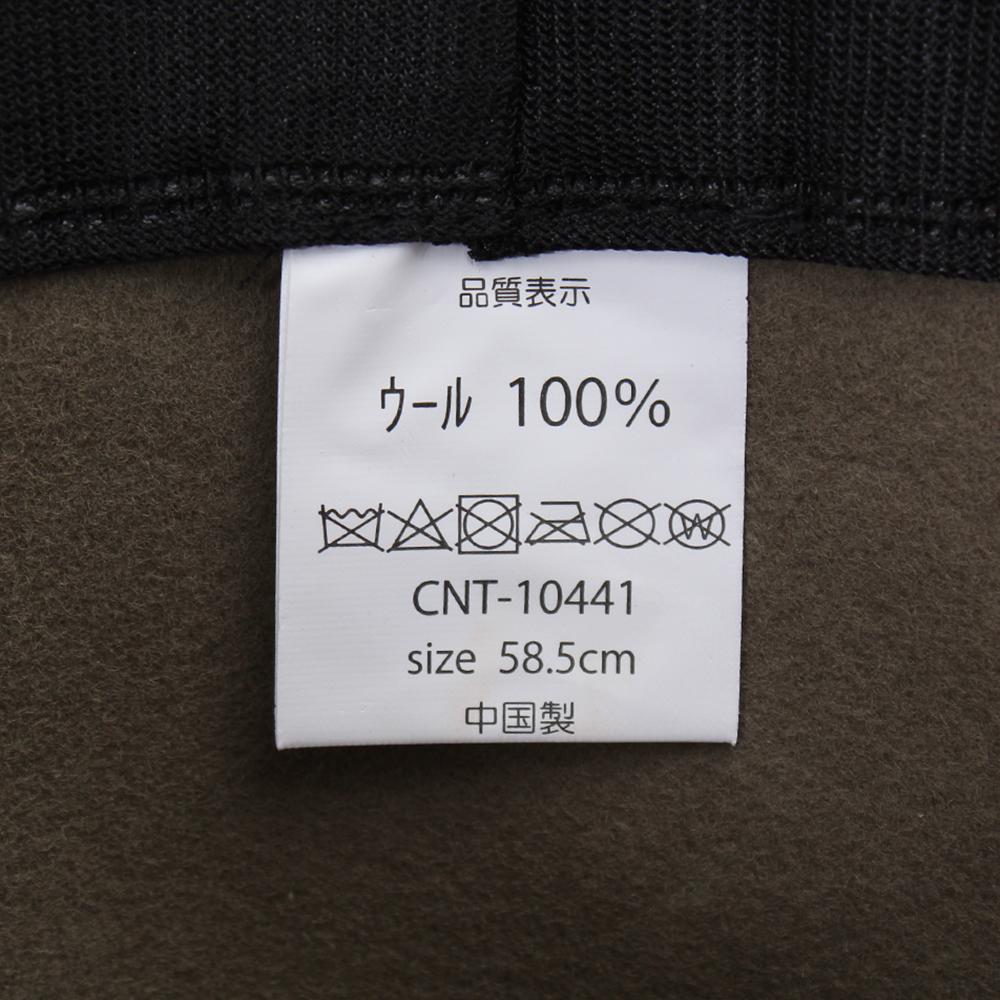 品質表示
ウール 100%
W
CNT-10441
size 58.5cm
中国製